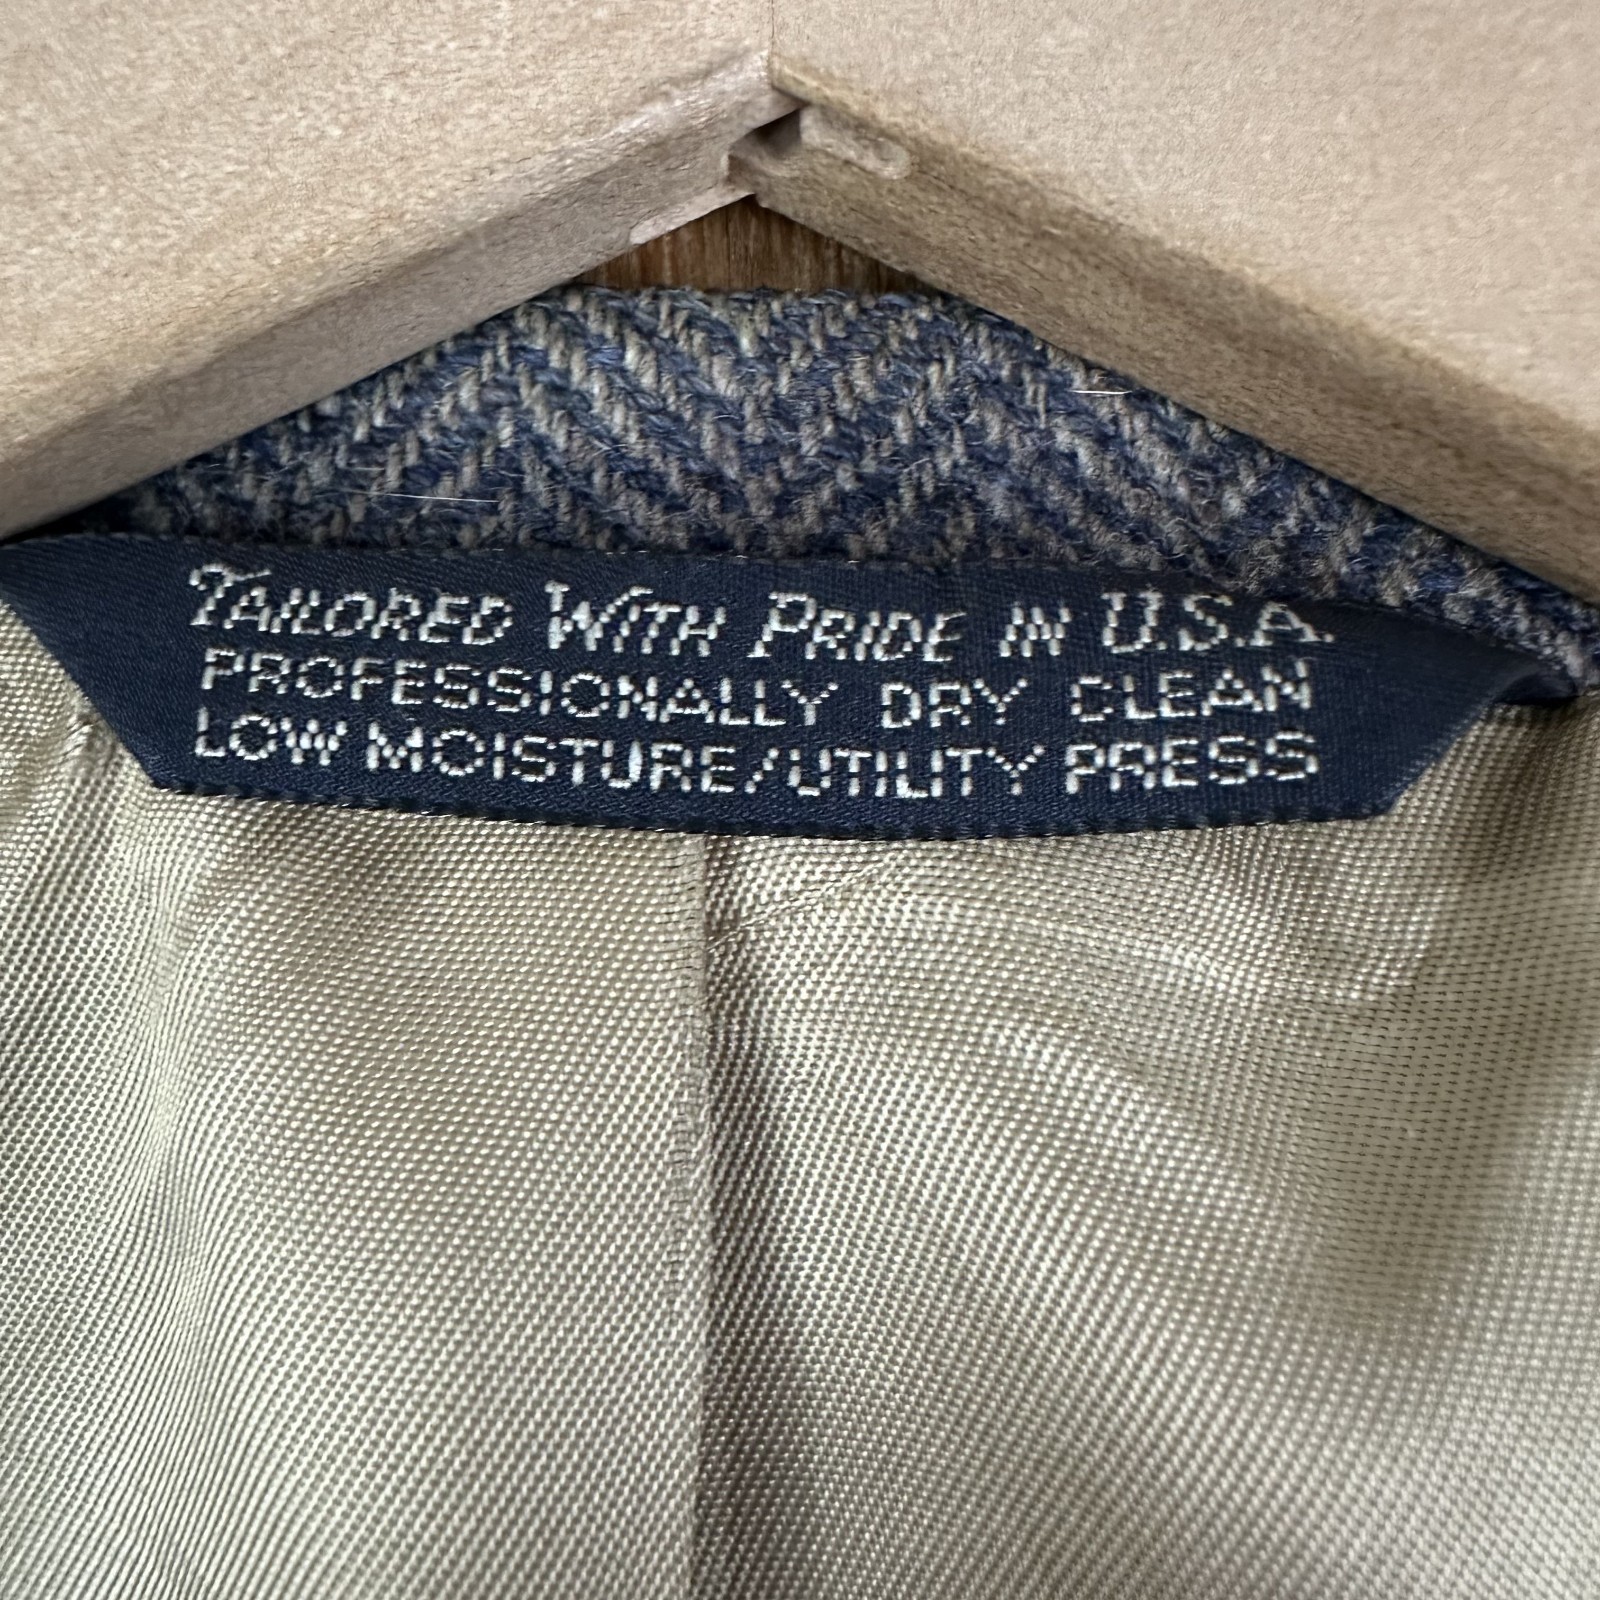 TAILORED WITH PRIDE IN U.S.A.
PROFESSIONALLY DRY CLEAN
LOW MOISTURE/UTILITY PRESS